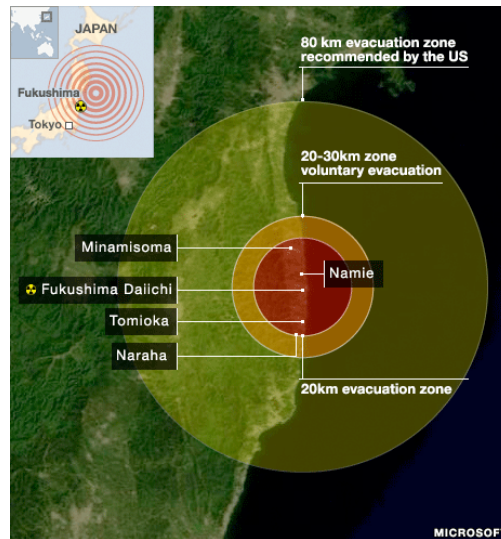 JAPAN
Fukushima
Tokyo
80 km evacuation zone
recommended by the US
20-30km zone
voluntary evacuation
Minamisoma
Namie
Fukushima Daiichi
Tomioka
Naraha
20km evacuation zone
MICROSOF